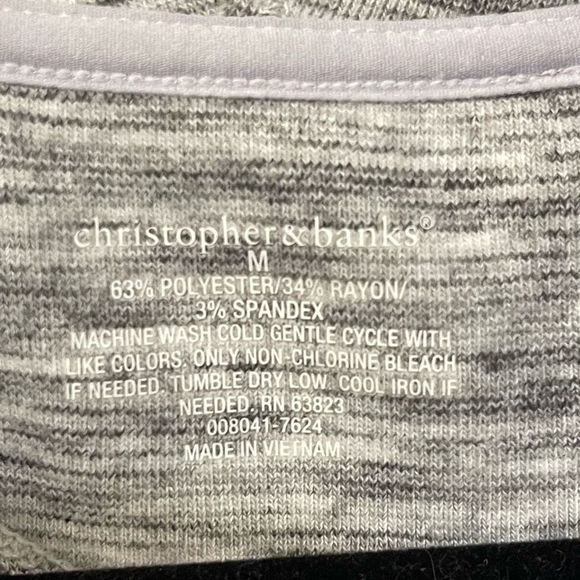 christopher & banks®
M
63% POLYESTER/34% RAYON/
3% SPANDEX
MACHINE WASH COLD GENTLE CYCLE WITH
LIKE COLORS. ONLY NON-CHLORINE BLEACH
IF NEEDED. TUMBLE DRY LOW. COOL IRON IF
NEEDED. RN 63823
008041-7624
MADE IN VIETNAM